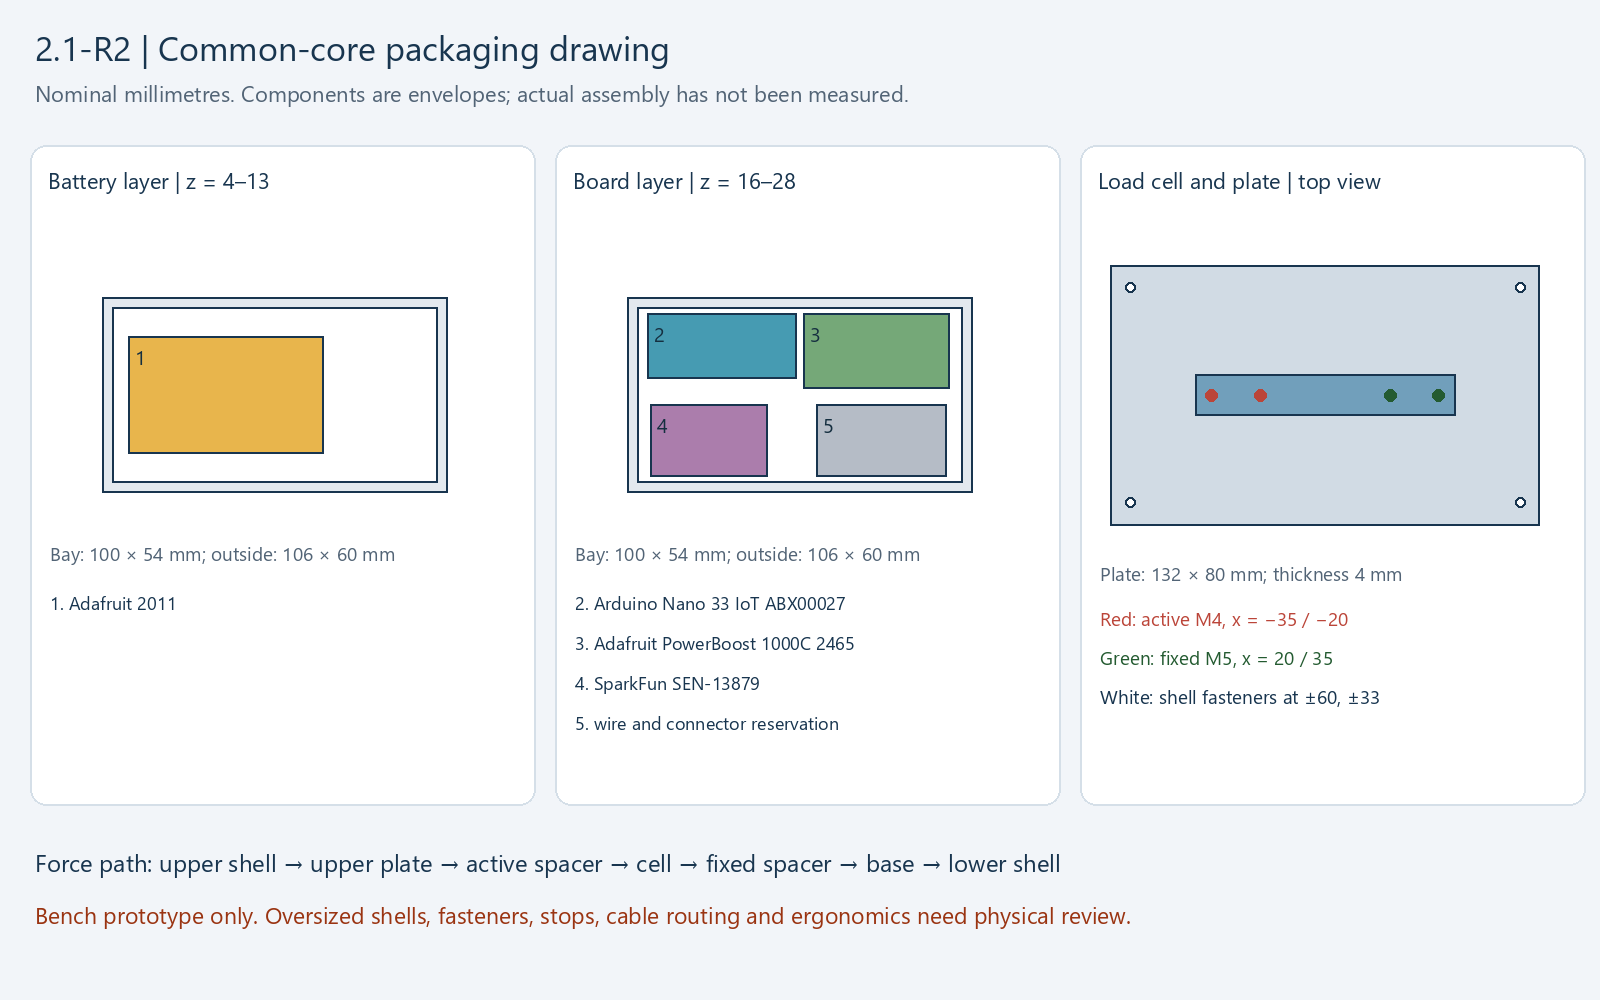 2.1-R2 | Common-core packaging drawing
Nominal millimetres. Components are envelopes; actual assembly has not been measured.
Battery layer | z = 4–13
1
Bay: 100 × 54 mm; outside: 106 × 60 mm
1. Adafruit 2011
Board layer | z = 16–28
2
3
4
5
Bay: 100 × 54 mm; outside: 106 × 60 mm
2. Arduino Nano 33 IoT ABX00027
3. Adafruit PowerBoost 1000C 2465
4. SparkFun SEN-13879
5. wire and connector reservation
Load cell and plate | top view
Plate: 132 × 80 mm; thickness 4 mm
Red: active M4, x = −35 / −20
Green: fixed M5, x = 20 / 35
White: shell fasteners at ±60, ±33
Force path: upper shell → upper plate → active spacer → cell → fixed spacer → base → lower shell
Bench prototype only. Oversized shells, fasteners, stops, cable routing and ergonomics need physical review.